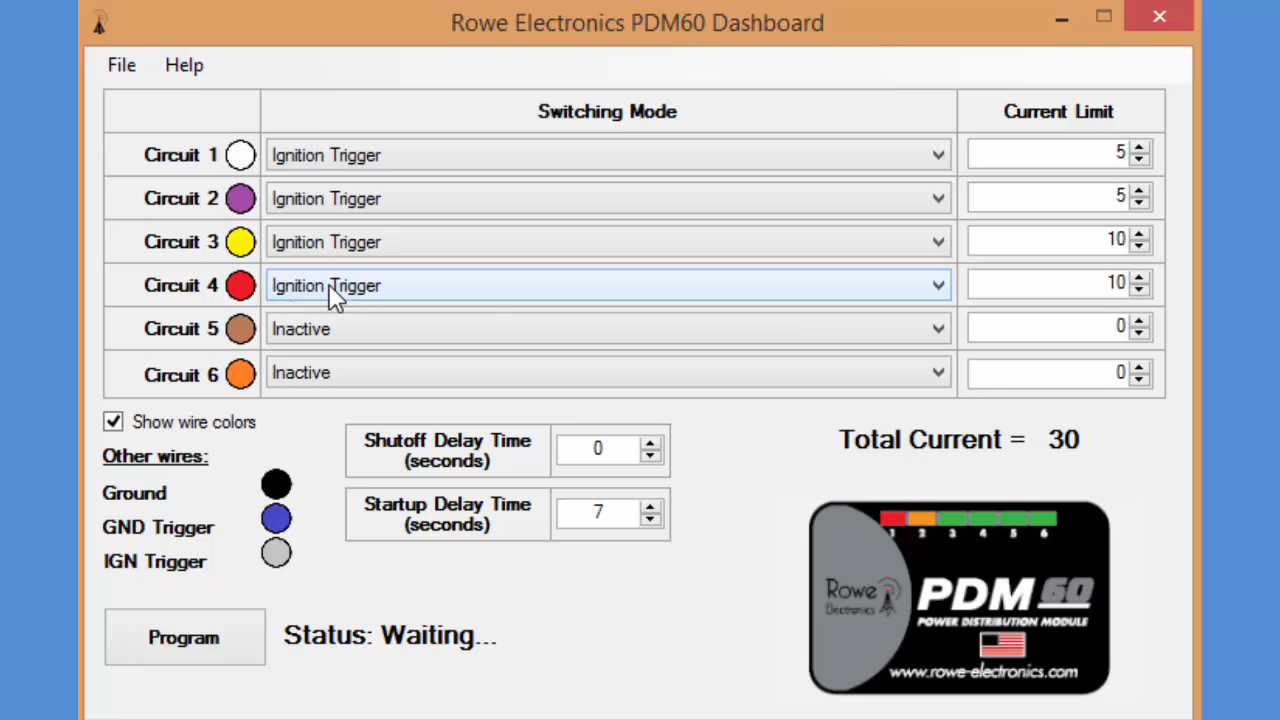 Rowe Electronics PDM60 Dashboard
File Help
Switching Mode Current Limit
Circuit 1 Ignition Trigger 5
Circuit 2 Ignition Trigger 5
Circuit 3 Ignition Trigger 10
Circuit 4 Ignition Trigger 10
Circuit 5 Inactive 0
Circuit 6 Inactive 0
Show wire colors
Other wires:
Ground
GND Trigger
IGN Trigger
Shutoff Delay Time
(seconds) 0
Startup Delay Time
(seconds) 7
Total Current = 30
1 2 3 4 5 6
Rowe
Electronics
PDM 60
POWER DISTRIBUTION MODULE
www.rowe-electronics.com
Program Status: Waiting...